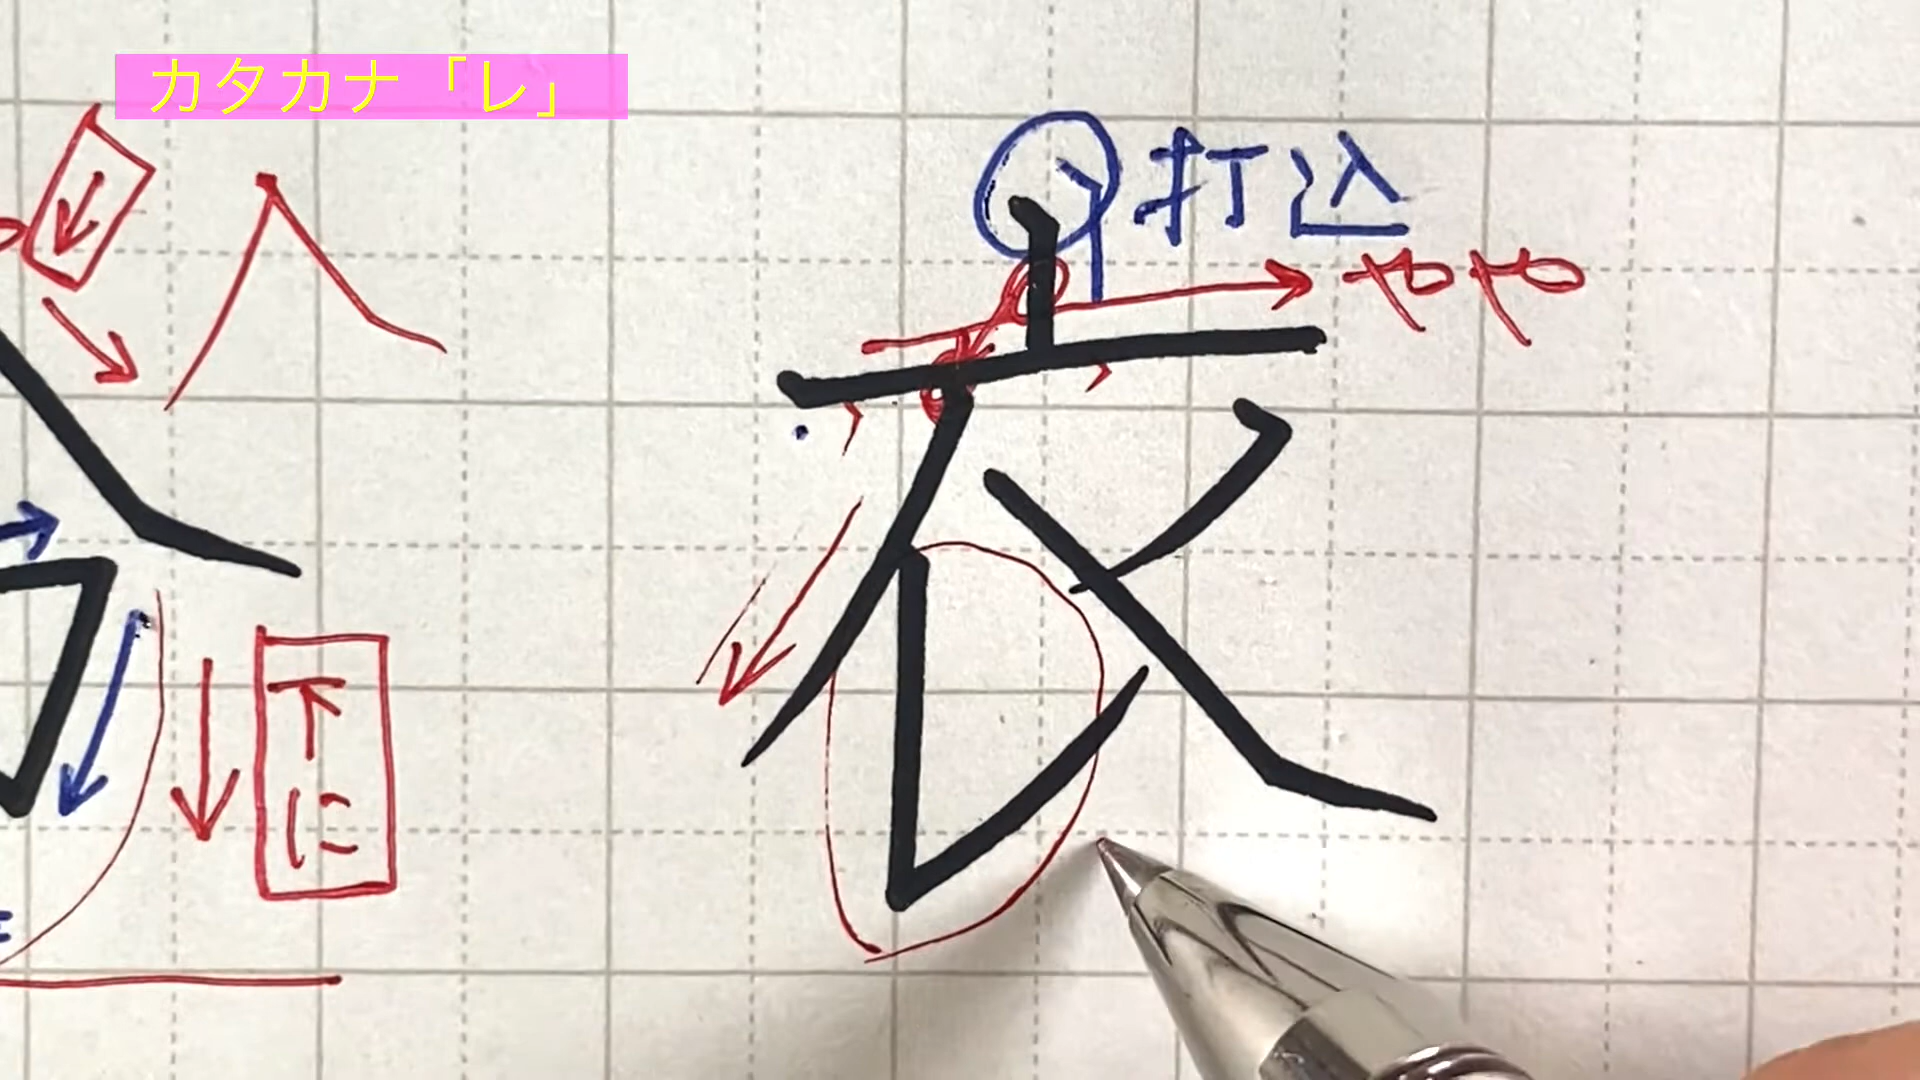 カタカナ「レ」
打込
やや
衣
下に